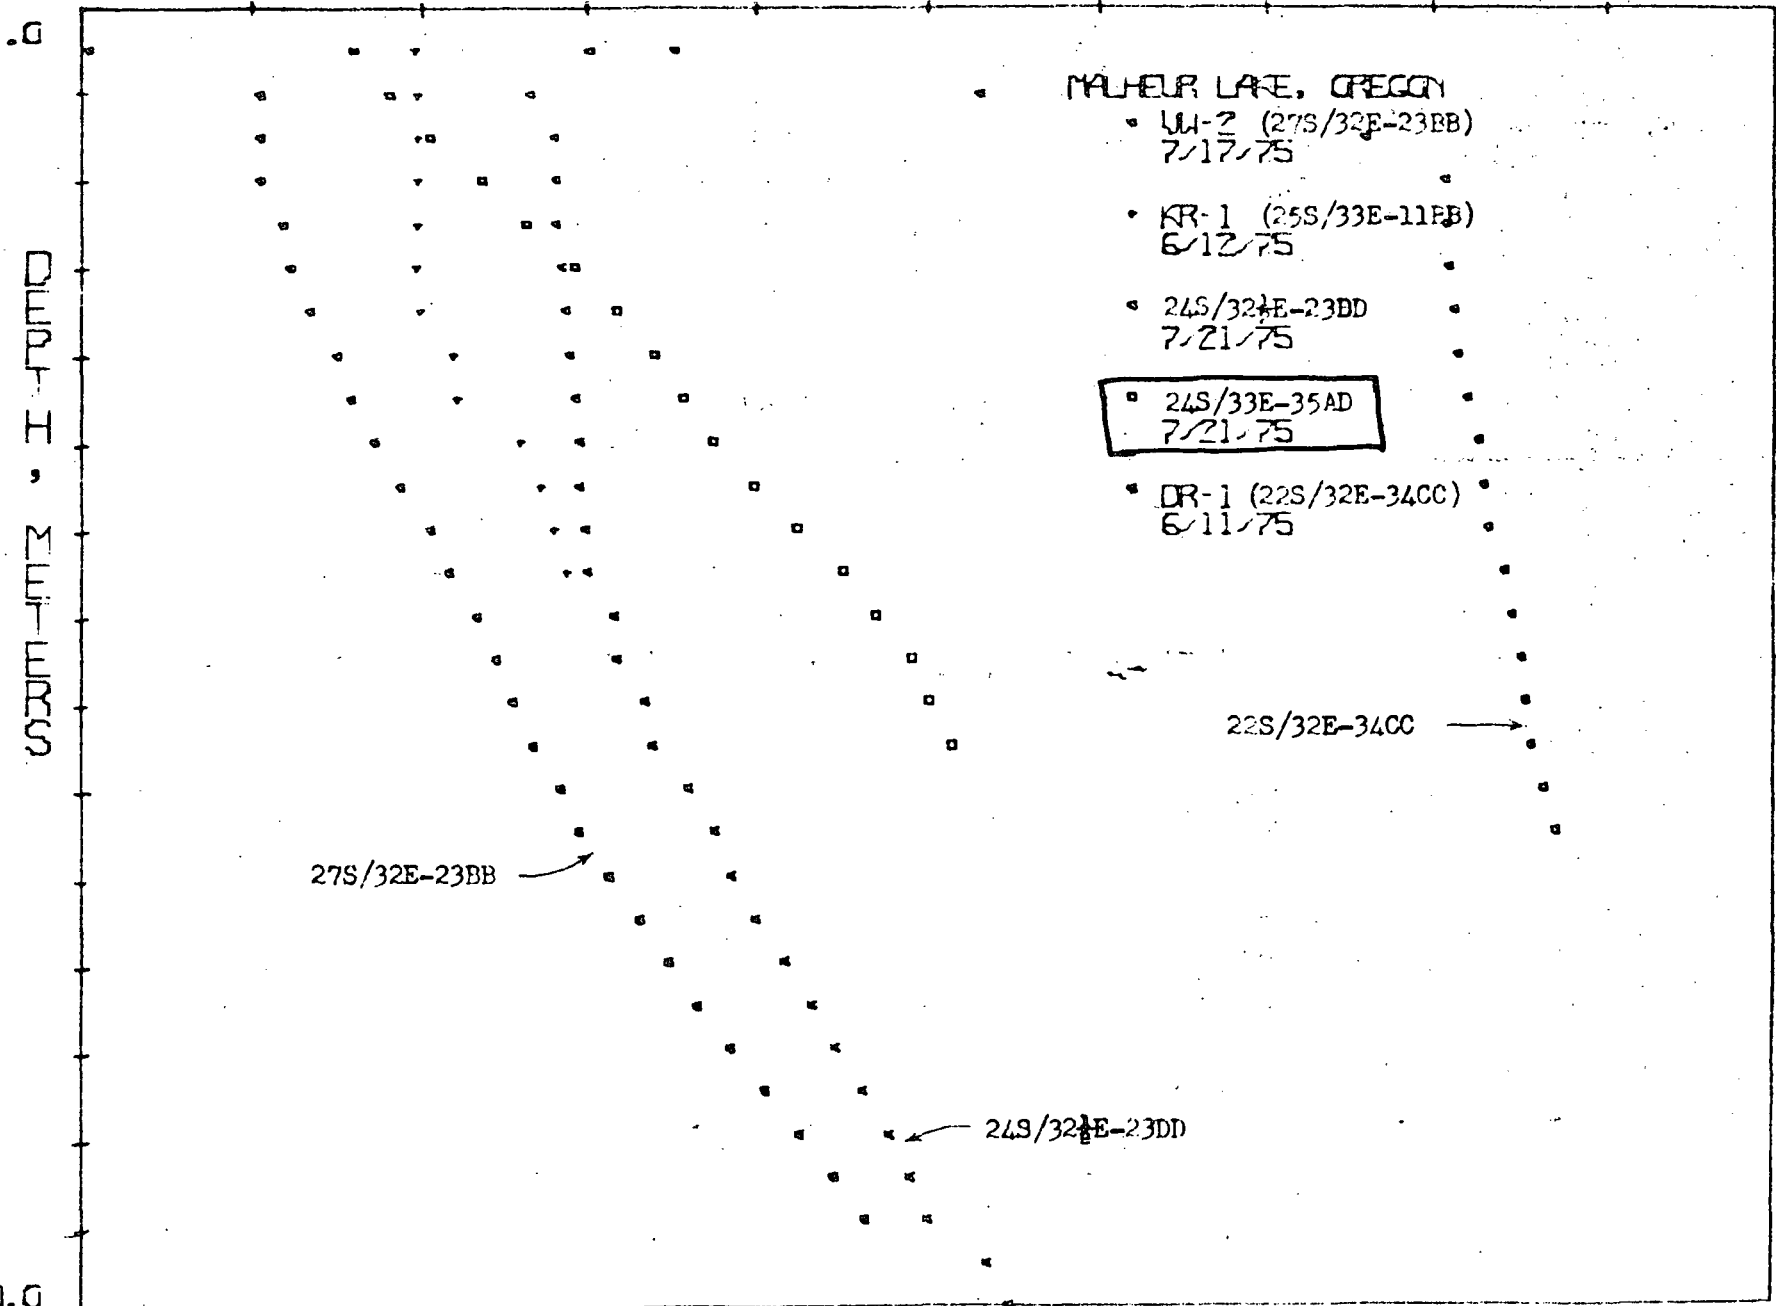 .0
DEPTH, METERS
MALHEUR LAKE, OREGON
UW-2 (27S/32E-23BB)
7/17/75
KR-1 (25S/33E-11BB)
6/12/75
24S/32½E-23DD
7/21/75
24S/33E-35AD
7/21/75
DR-1 (22S/32E-34CC)
6/11/75
22S/32E-34CC
27S/32E-23BB
24S/32½E-23DD